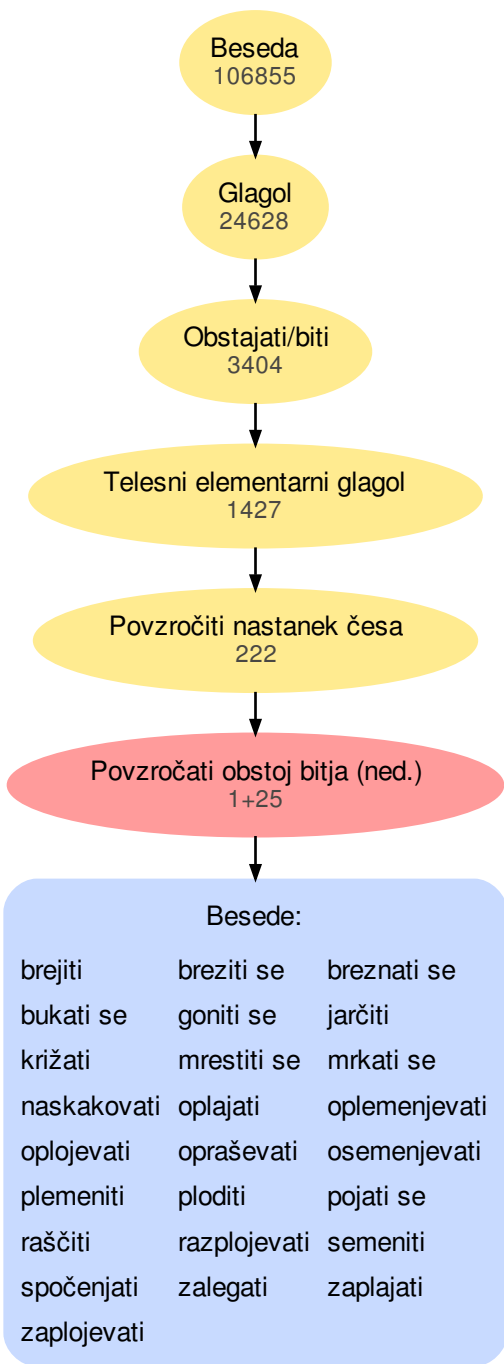 Beseda
106855
Glagol
24628
Obstajati/biti
3404
Telesni elementarni glagol
1427
Povzročiti nastanek česa
222
Povzročati obstoj bitja (ned.)
1+25
Besede:
brejiti breziti se breznati se
bukati se goniti se jarčiti
križati mrestiti se mrkati se
naskakovati oplajati oplemenjevati
oplojevati opraševati osemenjevati
plemeniti ploditi pojati se
raščiti razplojevati semeniti
spočenjati zalegati zaplajati
zaplojevati